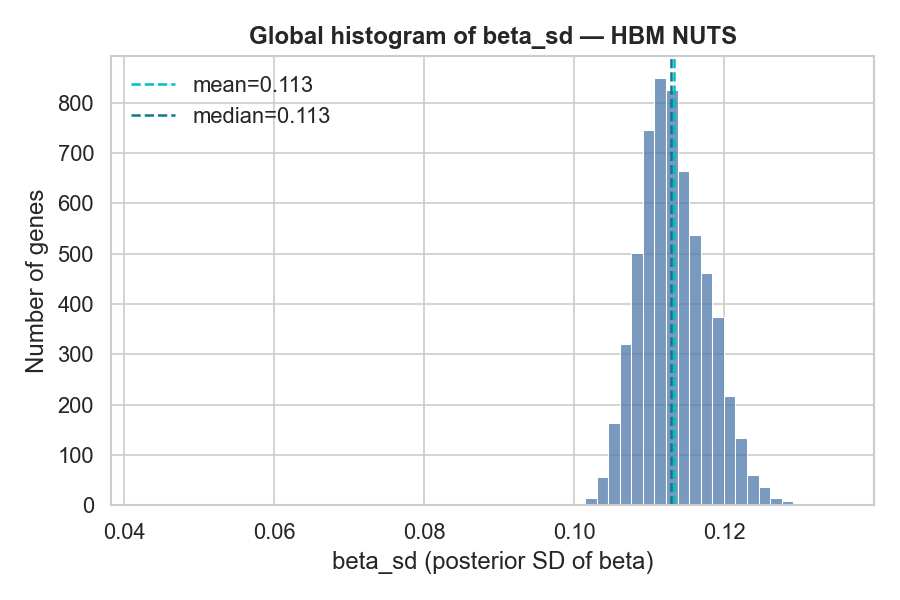 Global histogram of beta_sd — HBM NUTS
mean=0.113
median=0.113
Number of genes
800
700
600
500
400
300
200
100
0
0.04
0.06
0.08
0.10
0.12
beta_sd (posterior SD of beta)